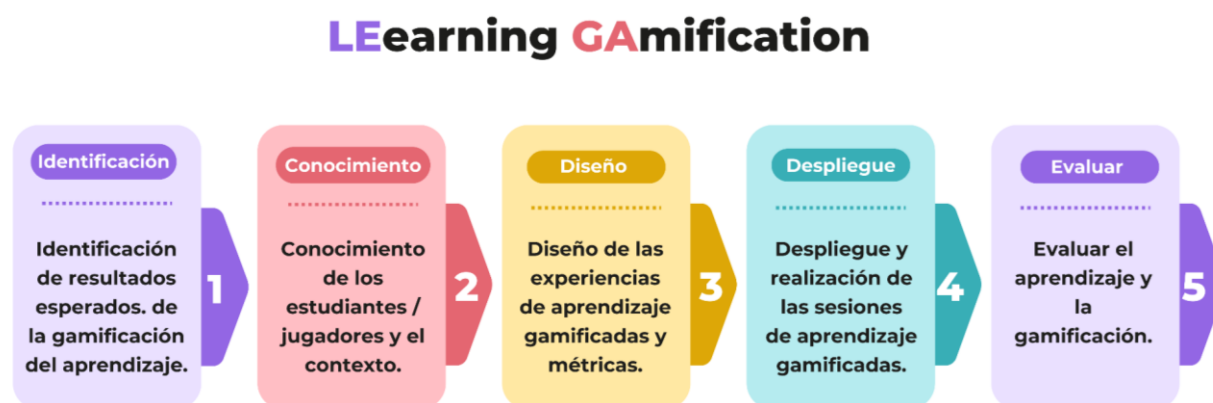 LEearning GAmification
Identificación
Identificación
de resultados
esperados. de
la gamificación
del aprendizaje.
1
Conocimiento
Conocimiento
de los
estudiantes /
jugadores y el
contexto.
2
Diseño
Diseño de las
experiencias
de aprendizaje
gamificadas y
métricas.
3
Despliegue
Despliegue y
realización de
las sesiones
de aprendizaje
gamificadas.
4
Evaluar
Evaluar el
aprendizaje y
la
gamificación.
5